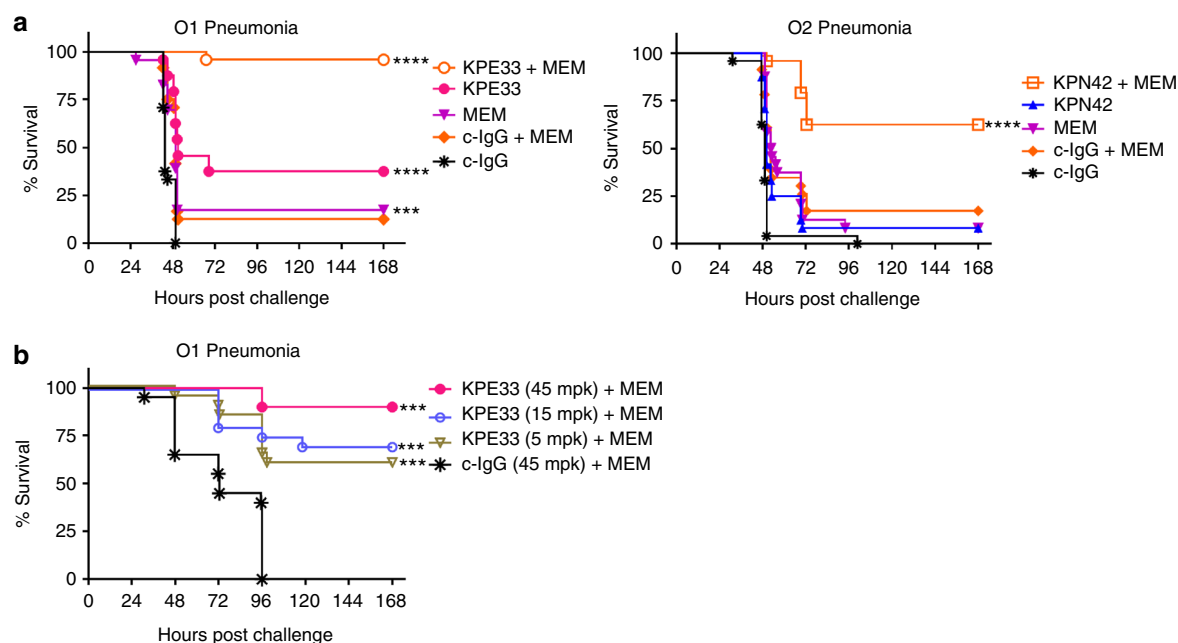 a
O1 Pneumonia
% Survival
100
75
50
25
0
0 24 48 72 96 120 144 168
Hours post challenge
KPE33 + MEM
KPE33
MEM
c-IgG + MEM
c-IgG
****
****
***
O2 Pneumonia
% Survival
100
75
50
25
0
0 24 48 72 96 120 144 168
Hours post challenge
KPN42 + MEM
KPN42
MEM
c-IgG + MEM
c-IgG
****
b
O1 Pneumonia
% Survival
100
75
50
25
0
0 24 48 72 96 120 144 168
Hours post challenge
KPE33 (45 mpk) + MEM
KPE33 (15 mpk) + MEM
KPE33 (5 mpk) + MEM
c-IgG (45 mpk) + MEM
***
***
***